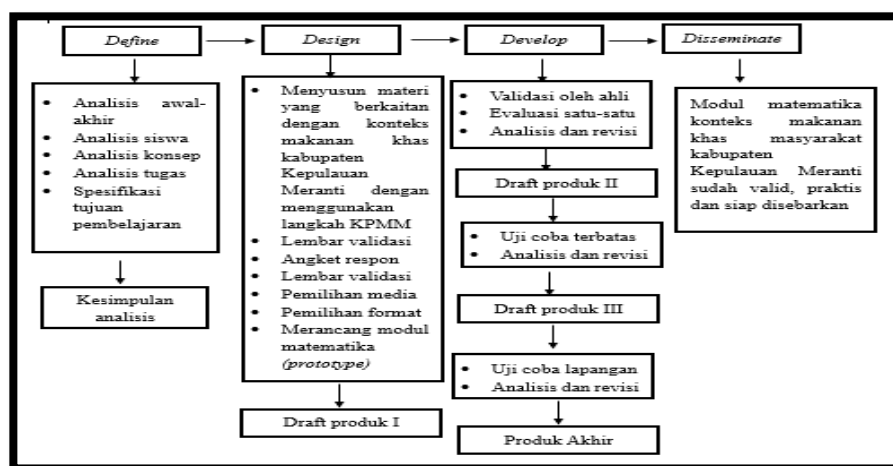 Define
Design
Develop
Disseminate
• Analisis awal-
akhir
• Analisis siswa
• Analisis konsep
• Analisis tugas
• Spesifikasi
tujuan
pembelajaran
Kesimpulan
analisis
• Menyusun materi
yang berkaitan
dengan konteks
makanan khas
kabupaten
Kepulauan
Meranti dengan
menggunakan
langkah KPMM
• Lembar validasi
• Angket respon
• Lembar validasi
• Pemilihan media
• Pemilihan format
• Merancang modul
matematika
(prototype)
Draft produk I
• Validasi oleh ahli
• Evaluasi satu-satu
• Analisis dan revisi
Draft produk II
• Uji coba terbatas
• Analisis dan revisi
Draft produk III
• Uji coba lapangan
• Analisis dan revisi
Produk Akhir
Modul matematika
konteks makanan
khas masyarakat
kabupaten
Kepulauan Meranti
sudah valid, praktis
dan siap disebarkan